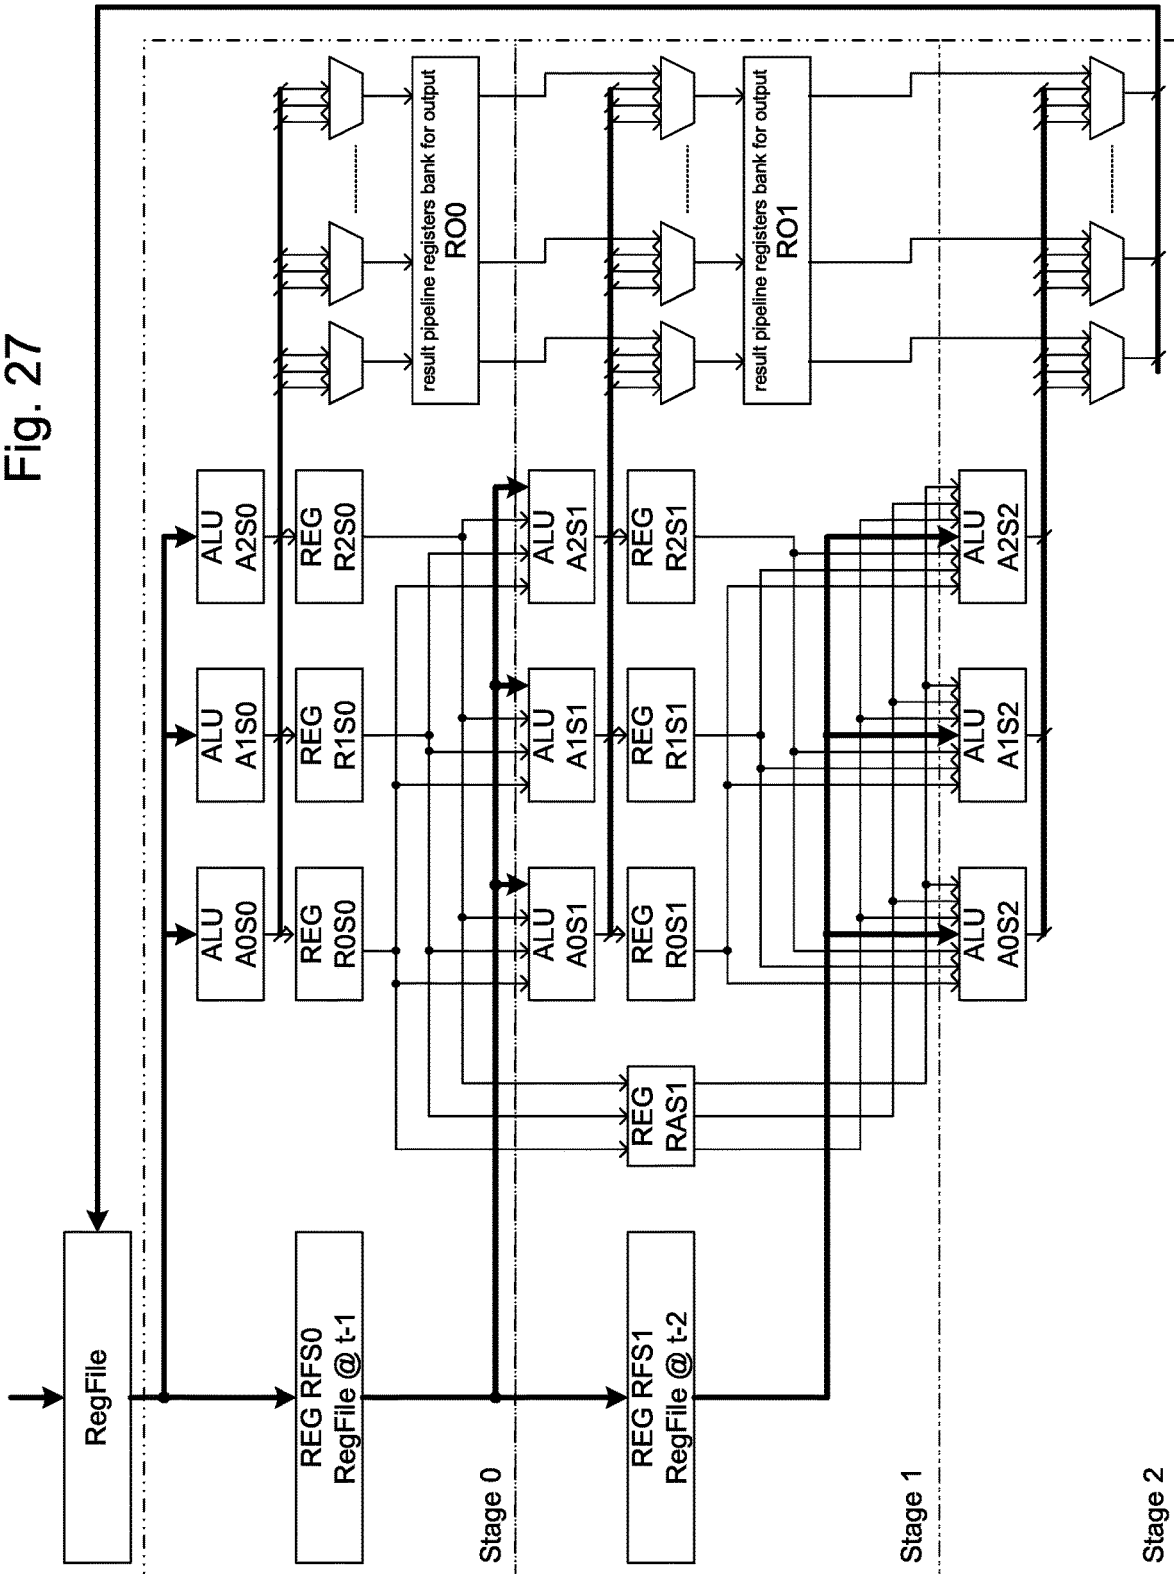 Fig. 27
RegFile
ALU
A0S0
ALU
A1S0
ALU
A2S0
REG RFS0
RegFile @ t-1
REG
R0S0
REG
R1S0
REG
R2S0
result pipeline registers bank for output
RO0
Stage 0
ALU
A0S1
ALU
A1S1
ALU
A2S1
REG RFS1
RegFile @ t-2
REG
RAS1
REG
R0S1
REG
R1S1
REG
R2S1
result pipeline registers bank for output
RO1
Stage 1
ALU
A0S2
ALU
A1S2
ALU
A2S2
Stage 2